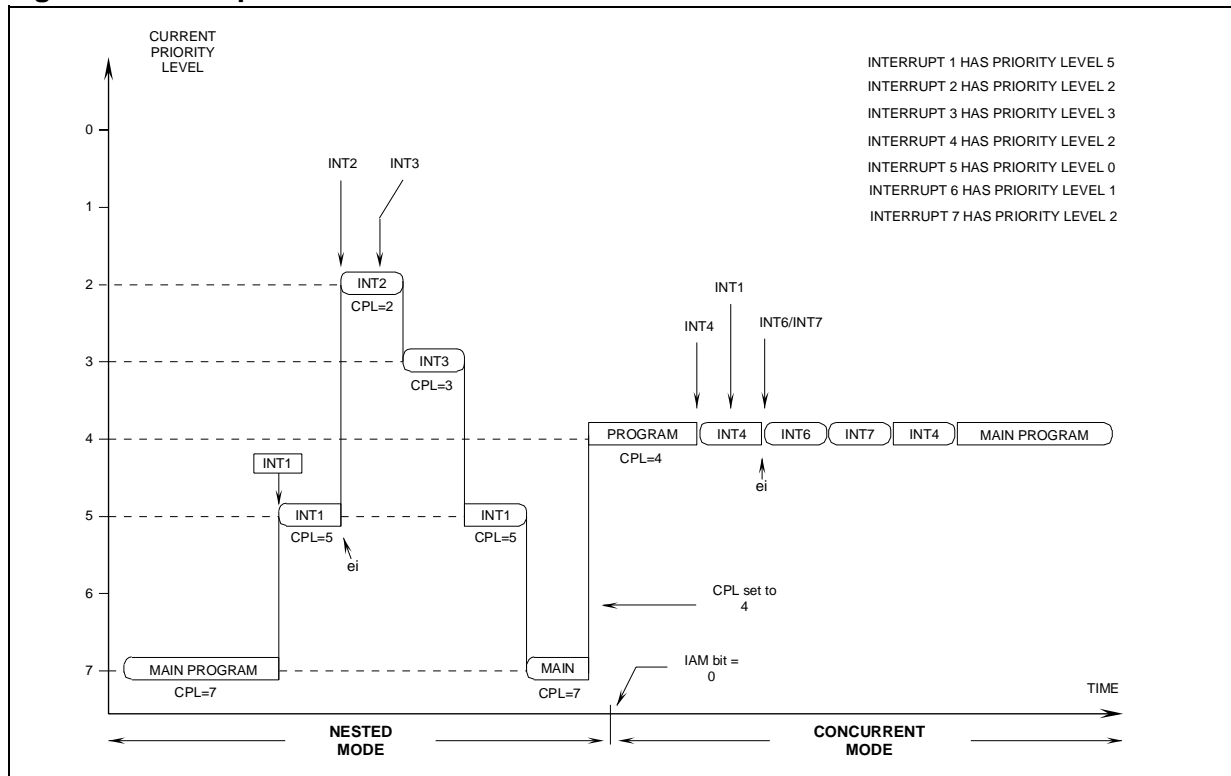 CURRENT
PRIORITY
LEVEL
INTERRUPT 1 HAS PRIORITY LEVEL 5
INTERRUPT 2 HAS PRIORITY LEVEL 2
INTERRUPT 3 HAS PRIORITY LEVEL 3
INTERRUPT 4 HAS PRIORITY LEVEL 2
INTERRUPT 5 HAS PRIORITY LEVEL 0
INTERRUPT 6 HAS PRIORITY LEVEL 1
INTERRUPT 7 HAS PRIORITY LEVEL 2
0
INT2 INT3
1
2
INT2
CPL=2
INT1
INT4 INT6/INT7
3
INT3
CPL=3
4
PROGRAM INT4 INT6 INT7 INT4 MAIN PROGRAM
CPL=4
ei
INT1
5
INT1 INT1
CPL=5 CPL=5
ei
6
CPL set to
4
7
MAIN PROGRAM MAIN
CPL=7 CPL=7
IAM bit =
0
TIME
NESTED
MODE
CONCURRENT
MODE